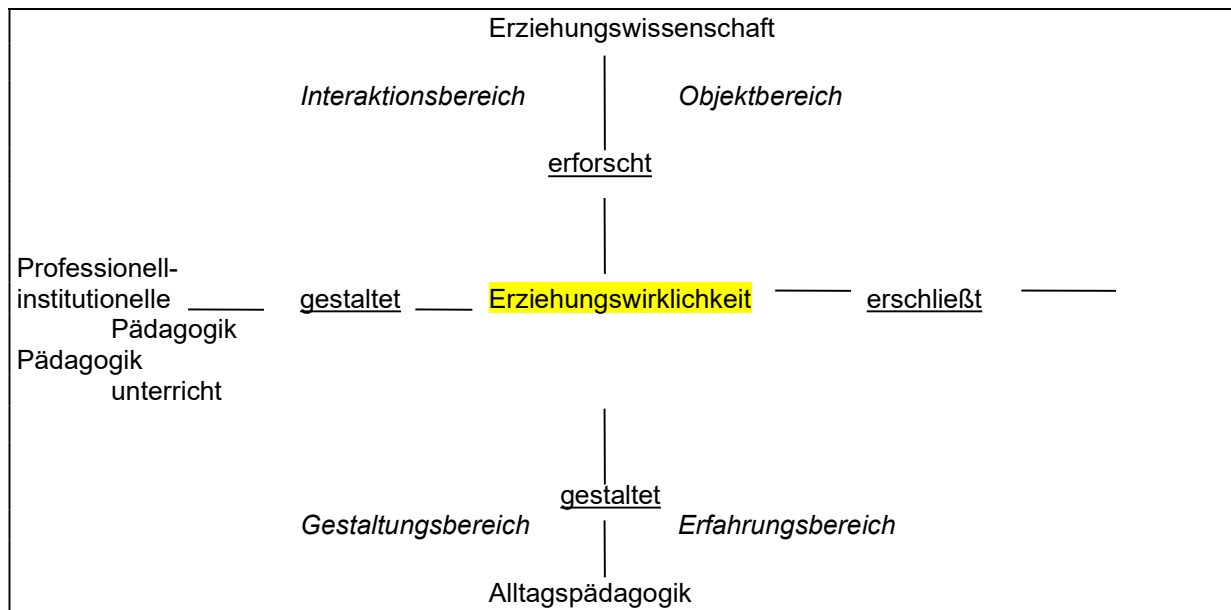 Erziehungswissenschaft
Interaktionsbereich Objektbereich
erforscht
Professionell-
institutionelle gestaltet Erziehungswirklichkeit erschließt
Pädagogik
Pädagogik
unterricht
gestaltet
Gestaltungsbereich Erfahrungsbereich
Alltagspädagogik